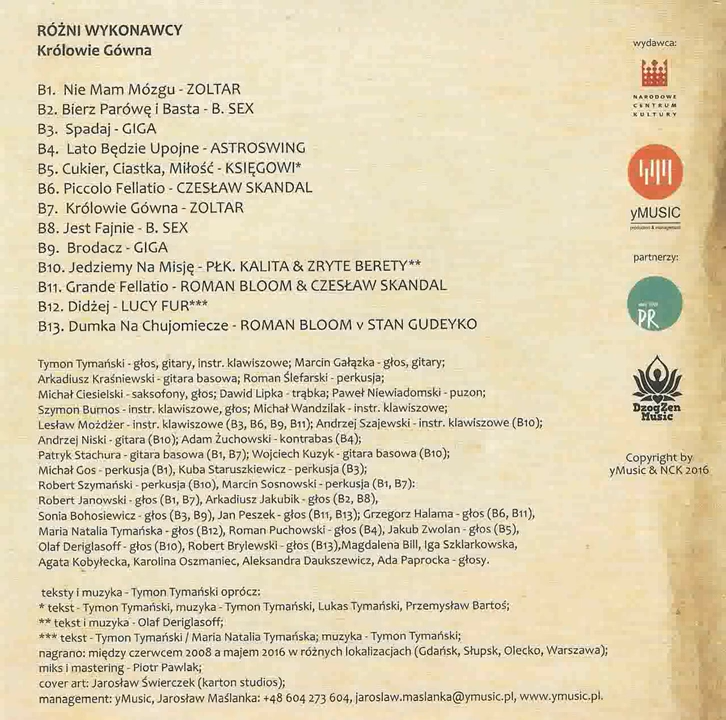 RÓŻNI WYKONAWCY
Królowie Gówna
B1. Nie Mam Mózgu - ZOLTAR
B2. Bierz Parówę i Basta - B. SEX
B3. Spadaj - GIGA
B4. Lato Będzie Upojne - ASTROSWING
B5. Cukier, Ciastka, Miłość - KSIĘGOWI*
B6. Piccolo Fellatio - CZESŁAW SKANDAL
B7. Królowie Gówna - ZOLTAR
B8. Jest Fajnie - B. SEX
B9. Brodacz - GIGA
B10. Jedziemy Na Misję - PŁK. KALITA & ZRYTE BERETY**
B11. Grande Fellatio - ROMAN BLOOM & CZESŁAW SKANDAL
B12. Didżej - LUCY FUR***
B13. Dumka Na Chujomiecze - ROMAN BLOOM v STAN GUDEYKO
Tymon Tymański - głos, gitary, instr. klawiszowe; Marcin Gałązka - głos, gitary;
Arkadiusz Kraśniewski - gitara basowa; Roman Ślefarski - perkusja;
Michał Ciesielski - saksofony, głos; Dawid Lipka - trąbka; Paweł Niewiadomski - puzon;
Szymon Burnos - instr. klawiszowe, głos; Michał Wandzilak - instr. klawiszowe;
Lesław Możdżer - instr. klawiszowe (B3, B6, B9, B11); Andrzej Szajewski - instr. klawiszowe (B10);
Andrzej Niski - gitara (B10); Adam Żuchowski - kontrabas (B4);
Patryk Stachura - gitara basowa (B1, B7); Wojciech Kuzyk - gitara basowa (B10);
Michał Gos - perkusja (B1), Kuba Staruszkiewicz - perkusja (B3);
Robert Szymański - perkusja (B10), Marcin Sosnowski - perkusja (B1, B7):
Robert Janowski - głos (B1, B7), Arkadiusz Jakubik - głos (B2, B8),
Sonia Bohosiewicz - głos (B3, B9), Jan Peszek - głos (B11, B13); Grzegorz Halama - głos (B6, B11),
Maria Natalia Tymańska - głos (B12), Roman Puchowski - głos (B4), Jakub Zwolan - głos (B5),
Olaf Deriglasoff - głos (B10), Robert Brylewski - głos (B13),Magdalena Bill, Iga Szklarkowska,
Agata Kobyłecka, Karolina Oszmaniec, Aleksandra Daukszewicz, Ada Paprocka - głosy.
teksty i muzyka - Tymon Tymański oprócz:
* tekst - Tymon Tymański, muzyka - Tymon Tymański, Lukas Tymański, Przemysław Bartoś;
** tekst i muzyka - Olaf Deriglasoff;
*** tekst - Tymon Tymański / Maria Natalia Tymańska; muzyka - Tymon Tymański;
nagrano: między czerwcem 2008 a majem 2016 w różnych lokalizacjach (Gdańsk, Słupsk, Olecko, Warszawa);
miks i mastering - Piotr Pawlak;
cover art: Jarosław Świerczek (karton studios);
management: yMusic, Jarosław Maślanka: +48 604 273 604, jaroslaw.maslanka@ymusic.pl, www.ymusic.pl.
wydawca:
NARODOWE
CENTRUM
KULTURY
yMUSIC
production & management
partnerzy:
PR
DzogZen
Music
Copyright by
yMusic & NCK 2016